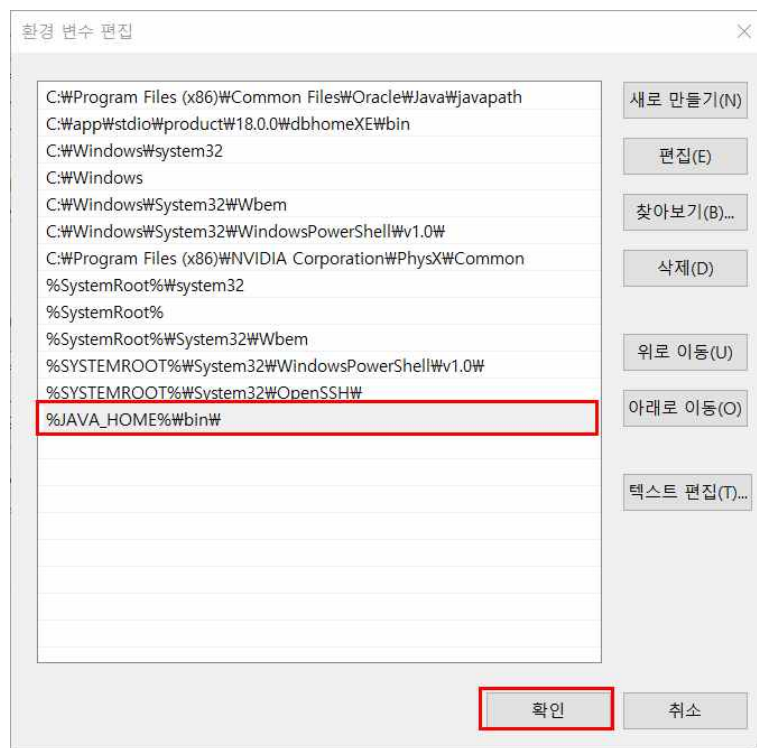 환경 변수 편집
C:₩Program Files (x86)₩Common Files₩Oracle₩Java₩javapath
C:₩app₩stdio₩product₩18.0.0₩dbhomeXE₩bin
C:₩Windows₩system32
C:₩Windows
C:₩Windows₩System32₩Wbem
C:₩Windows₩System32₩WindowsPowerShell₩v1.0₩
C:₩Program Files (x86)₩NVIDIA Corporation₩PhysX₩Common
%SystemRoot%₩system32
%SystemRoot%
%SystemRoot%₩System32₩Wbem
%SYSTEMROOT%₩System32₩WindowsPowerShell₩v1.0₩
%SYSTEMROOT%₩System32₩OpenSSH₩
%JAVA_HOME%₩bin₩
새로 만들기(N)
편집(E)
찾아보기(B)...
삭제(D)
위로 이동(U)
아래로 이동(O)
텍스트 편집(T)...
확인
취소